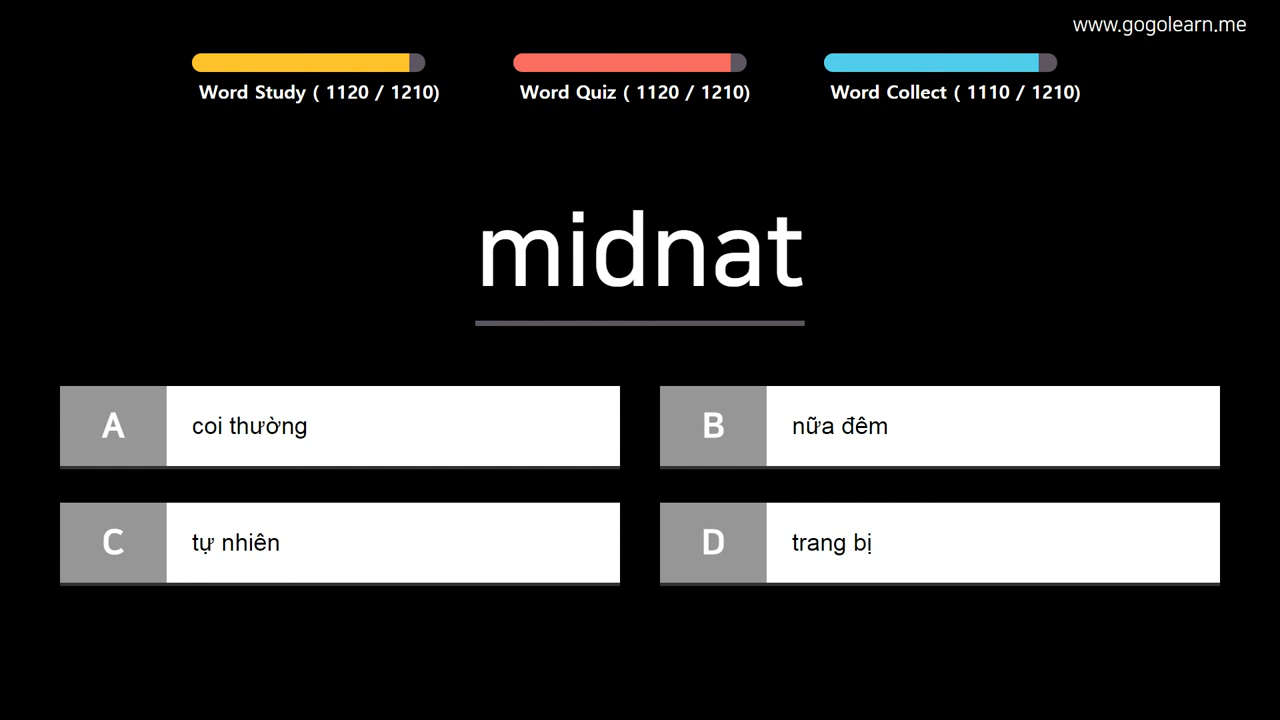 www.gogolearn.me
Word Study ( 1120 / 1210)
Word Quiz ( 1120 / 1210)
Word Collect ( 1110 / 1210)
midnat
A coi thường
B nữa đêm
C tự nhiên
D trang bị